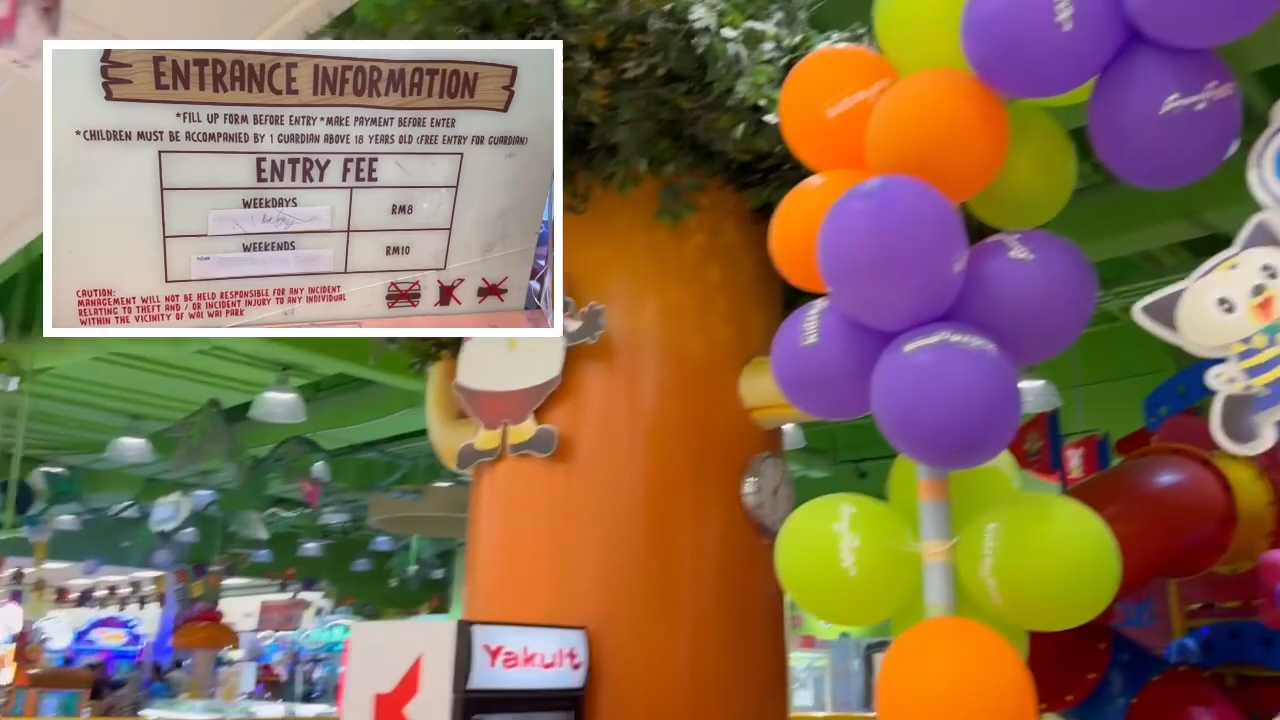 ENTRANCE INFORMATION
*FILL UP FORM BEFORE ENTRY *MAKE PAYMENT BEFORE ENTER
*CHILDREN MUST BE ACCOMPANIED BY 1 GUARDIAN ABOVE 18 YEARS OLD (FREE ENTRY FOR GUARDIAN)
ENTRY FEE
WEEKDAYS
RM8
WEEKENDS
RM10
CAUTION:
MANAGEMENT WILL NOT BE HELD RESPONSIBLE FOR ANY INCIDENT
RELATING TO THEFT AND / OR INCIDENT INJURY TO ANY INDIVIDUAL
WITHIN THE VICINITY OF WAI WAI PARK
Yakult